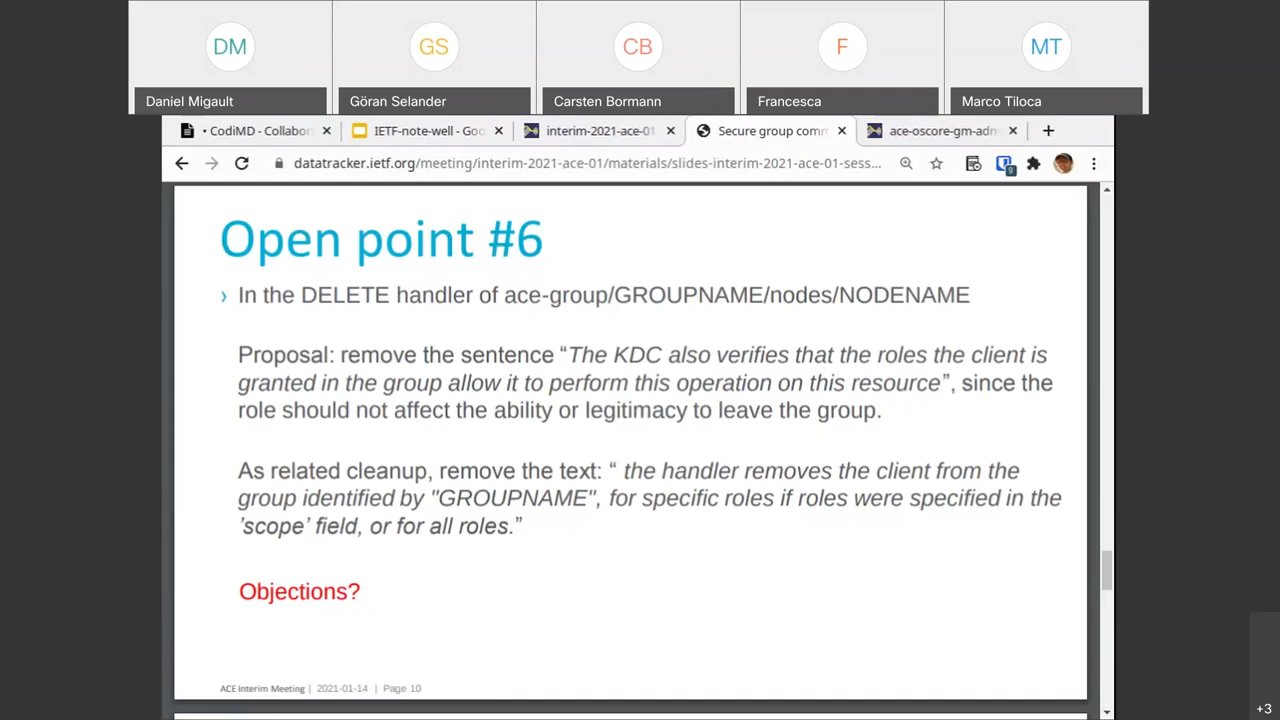 DM
GS
CB
F
MT
Daniel Migault
Göran Selander
Carsten Bormann
Francesca
Marco Tiloca
• CodiMD - Collabor
IETF-note-well - Go
interim-2021-ace-01
Secure group com
ace-oscore-gm-adm
datatracker.ietf.org/meeting/interim-2021-ace-01/materials/slides-interim-2021-ace-01-sess...
9
Open point #6
› In the DELETE handler of ace-group/GROUPNAME/nodes/NODENAME
Proposal: remove the sentence “The KDC also verifies that the roles the client is
granted in the group allow it to perform this operation on this resource”, since the
role should not affect the ability or legitimacy to leave the group.
As related cleanup, remove the text: “ the handler removes the client from the
group identified by "GROUPNAME", for specific roles if roles were specified in the
’scope’ field, or for all roles.”
Objections?
ACE Interim Meeting | 2021-01-14 | Page 10
+3